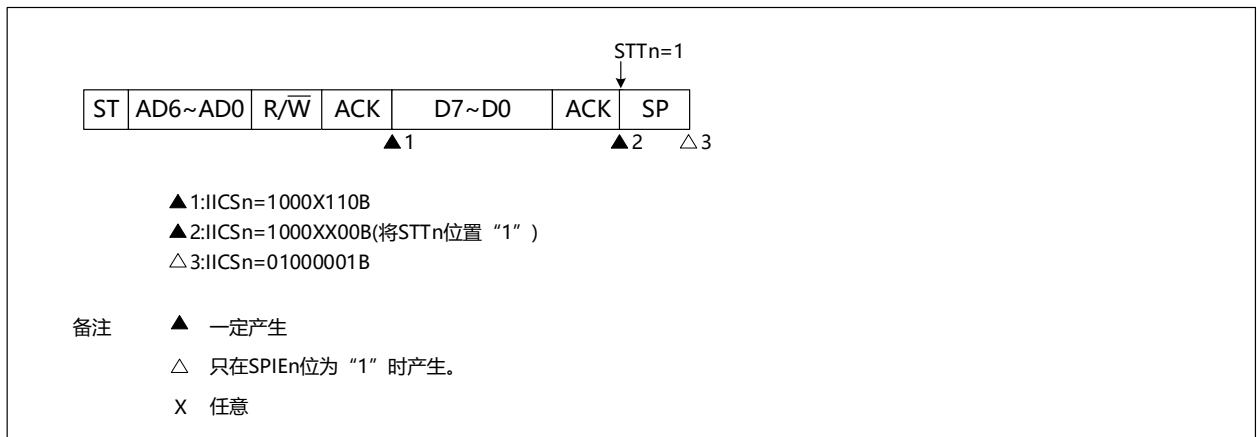 STTn=1
ST AD6~AD0 R/W̅ ACK D7~D0 ACK SP
▲1 ▲2 △3
▲1:IICSn=1000X110B
▲2:IICSn=1000XX00B(将STTn位置“1”)
△3:IICSn=01000001B
备注 ▲ 一定产生
△ 只在SPIEn位为“1”时产生。
X 任意